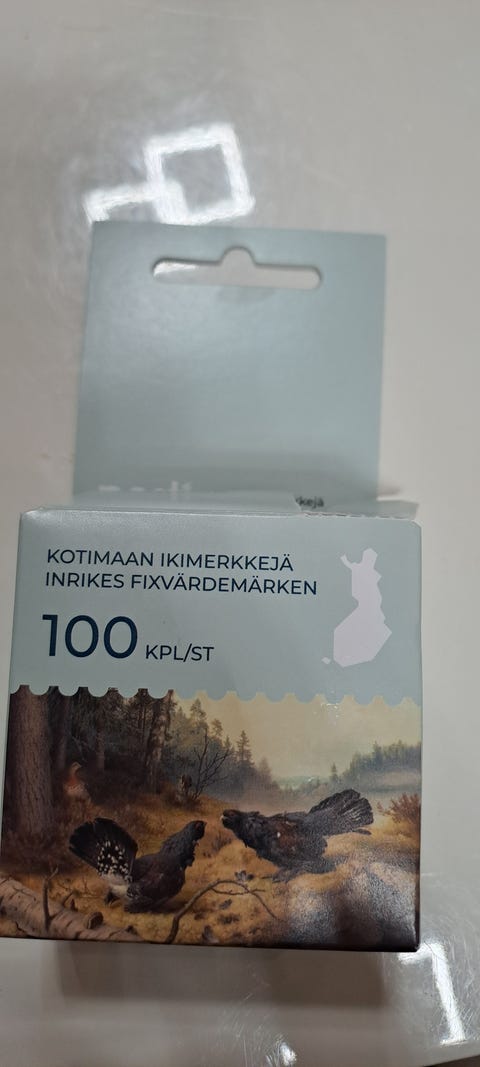 KOTIMAAN IKIMERKKEJÄ
INRIKES FIXVÄRDEMÄRKEN
100 KPL/ST